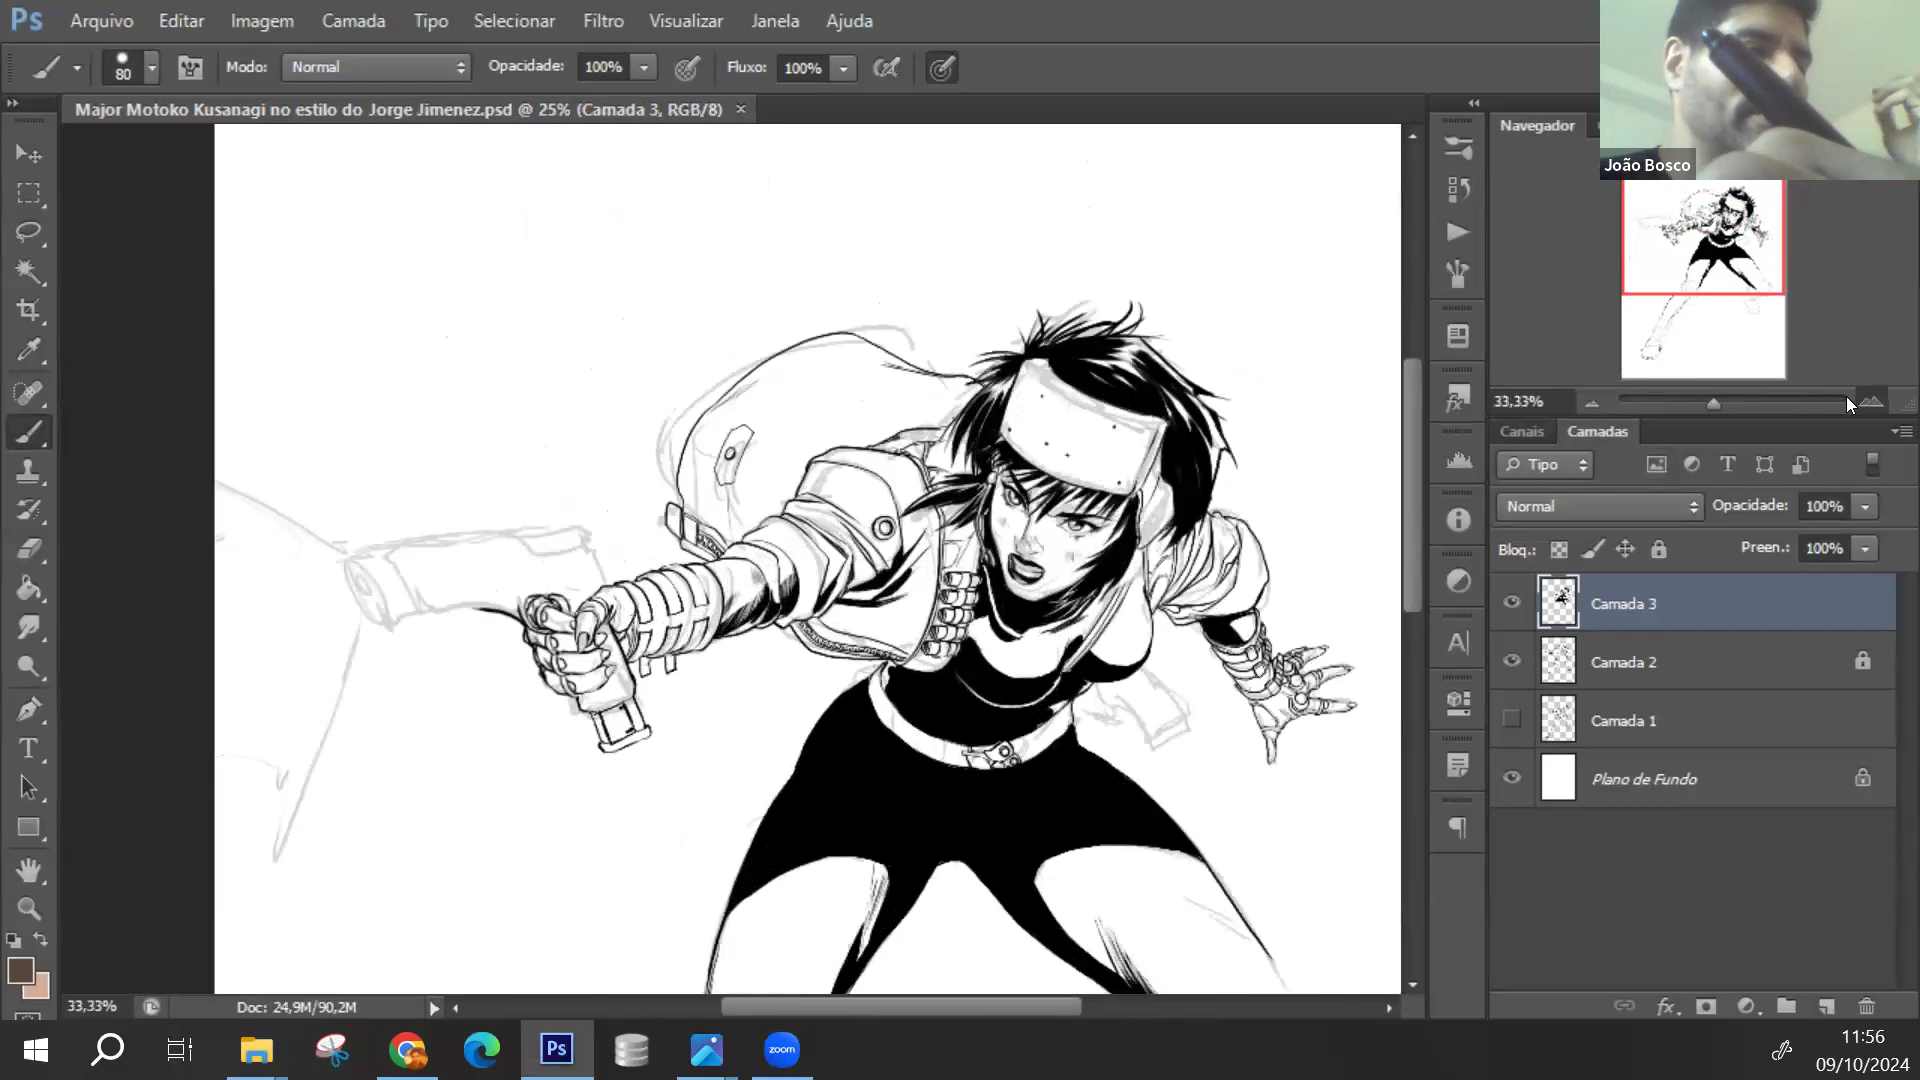 Ps Arquivo Editar Imagem Camada Tipo Selecionar Filtro Visualizar Janela Ajuda
80 Modo: Normal Opacidade: 100% Fluxo: 100%
Major Motoko Kusanagi no estilo do Jorge Jimenez.psd @ 25% (Camada 3, RGB/8) ×
Navegador
João Bosco
33,33%
Canais Camadas
Tipo
Normal Opacidade: 100%
Bloq.: Preen.: 100%
Camada 3
Camada 2
Camada 1
Plano de Fundo
33,33% Doc: 24,9M/90,2M
Ps
zoom
11:56
09/10/2024